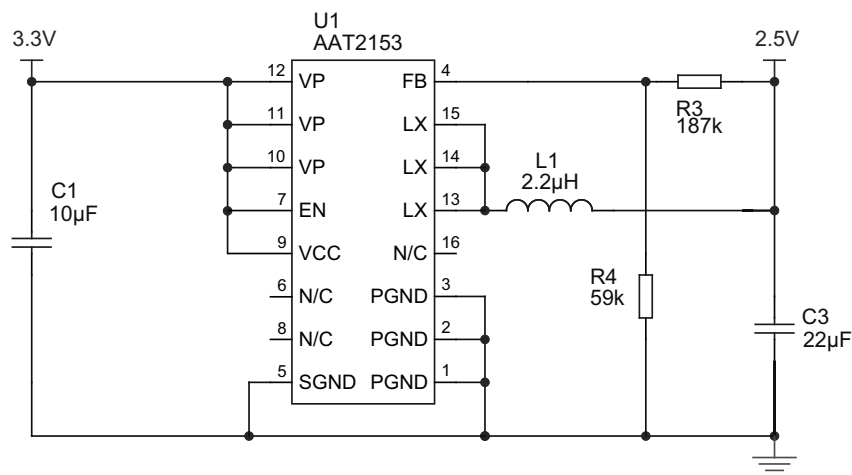 U1
AAT2153
3.3V
2.5V
12 VP
FB 4
11 VP
LX 15
R3
187k
10 VP
LX 14
L1
2.2µH
C1
10µF
7 EN
LX 13
9 VCC
N/C 16
6 N/C
PGND 3
R4
59k
8 N/C
PGND 2
C3
22µF
5 SGND
PGND 1